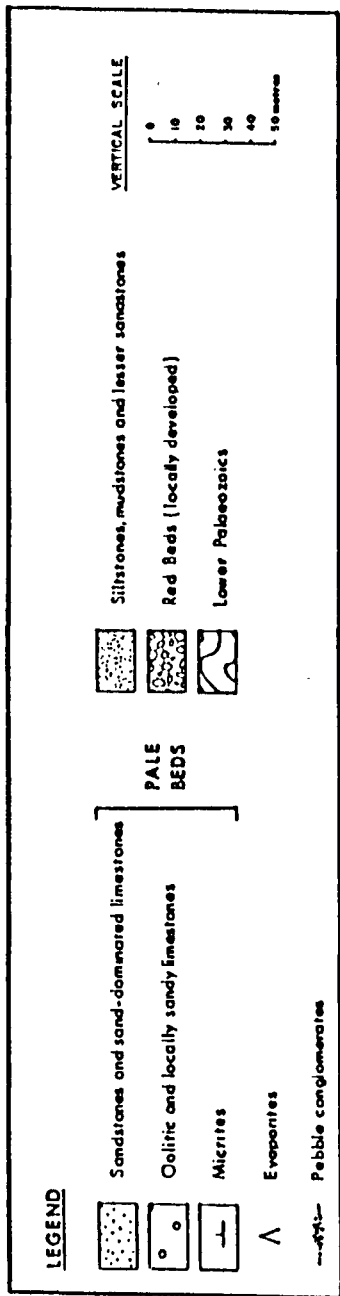 LEGEND
Sandstones and sand-dominated limestones
Oolitic and locally sandy limestones
Micrites
Evaporites
Pebble conglomerates
PALE
BEDS
Siltstones, mudstones and lesser sandstones
Red Beds (locally developed)
Lower Palaeozoics
VERTICAL SCALE
0
10
20
30
40
50 metres